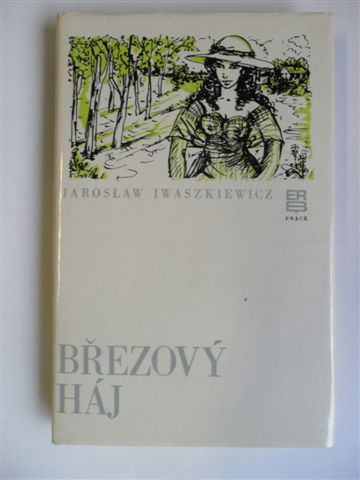 JAROSŁAW IWASZKIEWICZ
ERB
PRÁCE
BŘEZOVÝ
HÁJ